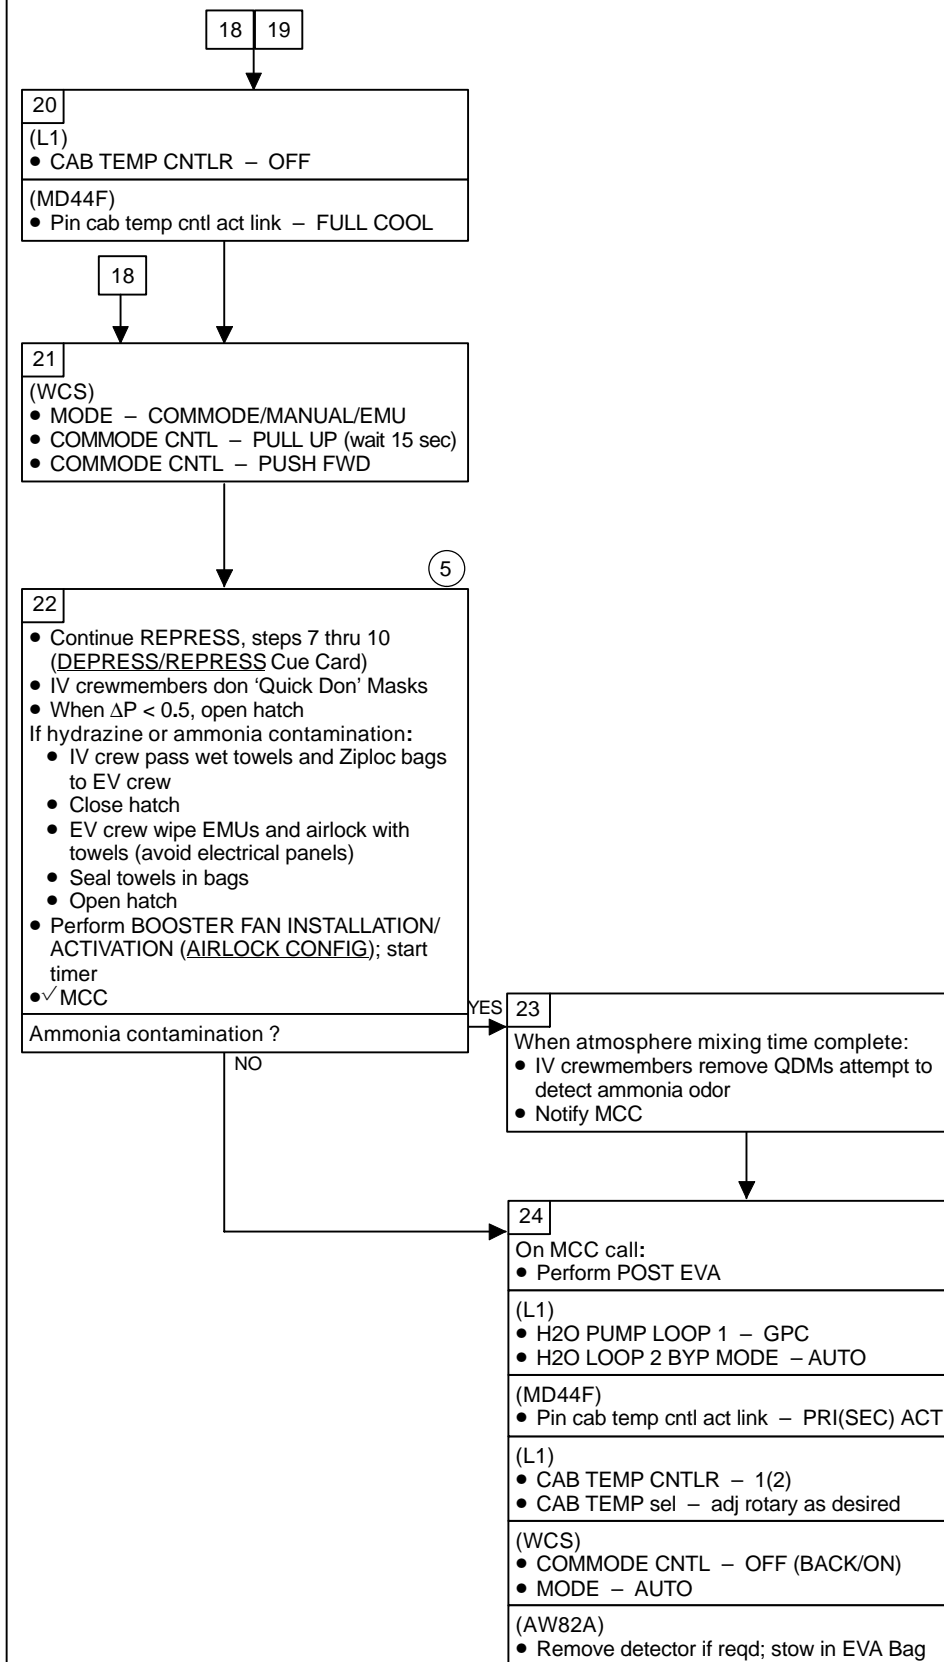 18 19
20
(L1)
● CAB TEMP CNTLR – OFF
(MD44F)
● Pin cab temp cntl act link – FULL COOL
18
21
(WCS)
● MODE – COMMODE/MANUAL/EMU
● COMMODE CNTL – PULL UP (wait 15 sec)
● COMMODE CNTL – PUSH FWD
5
22
● Continue REPRESS, steps 7 thru 10
(DEPRESS/REPRESS Cue Card)
● IV crewmembers don ‘Quick Don’ Masks
● When ∆P < 0.5, open hatch
If hydrazine or ammonia contamination:
● IV crew pass wet towels and Ziploc bags
to EV crew
● Close hatch
● EV crew wipe EMUs and airlock with
towels (avoid electrical panels)
● Seal towels in bags
● Open hatch
● Perform BOOSTER FAN INSTALLATION/
ACTIVATION (AIRLOCK CONFIG); start
timer
● √ MCC
Ammonia contamination ?
YES
NO
23
When atmosphere mixing time complete:
● IV crewmembers remove QDMs attempt to
detect ammonia odor
● Notify MCC
24
On MCC call:
● Perform POST EVA
(L1)
● H2O PUMP LOOP 1 – GPC
● H2O LOOP 2 BYP MODE – AUTO
(MD44F)
● Pin cab temp cntl act link – PRI(SEC) ACT
(L1)
● CAB TEMP CNTLR – 1(2)
● CAB TEMP sel – adj rotary as desired
(WCS)
● COMMODE CNTL – OFF (BACK/ON)
● MODE – AUTO
(AW82A)
● Remove detector if reqd; stow in EVA Bag